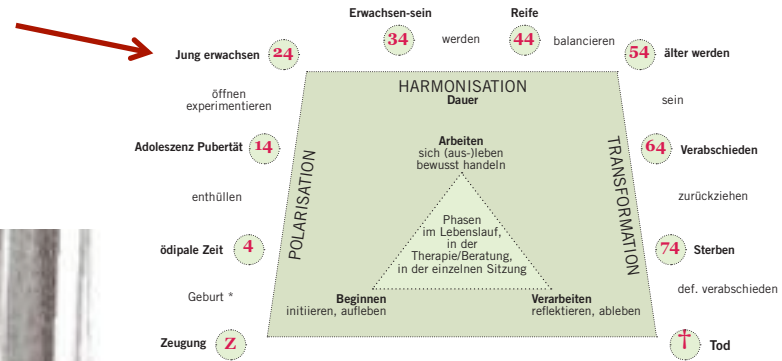 Erwachsen-sein
Reife
Jung erwachsen 24
34
werden
44
balancieren
54 älter werden
öffnen
experimentieren
HARMONISATION
Dauer
sein
Adoleszenz Pubertät 14
POLARISATION
Arbeiten
sich (aus-)leben
bewusst handeln
TRANSFORMATION
64 Verabschieden
enthüllen
zurückziehen
Phasen
im Lebenslauf,
in der
Therapie/Beratung,
in der einzelnen Sitzung
ödipale Zeit 4
74 Sterben
Geburt *
Beginnen
initiieren, aufleben
Verarbeiten
reflektieren, ableben
def. verabschieden
Zeugung Z
† Tod